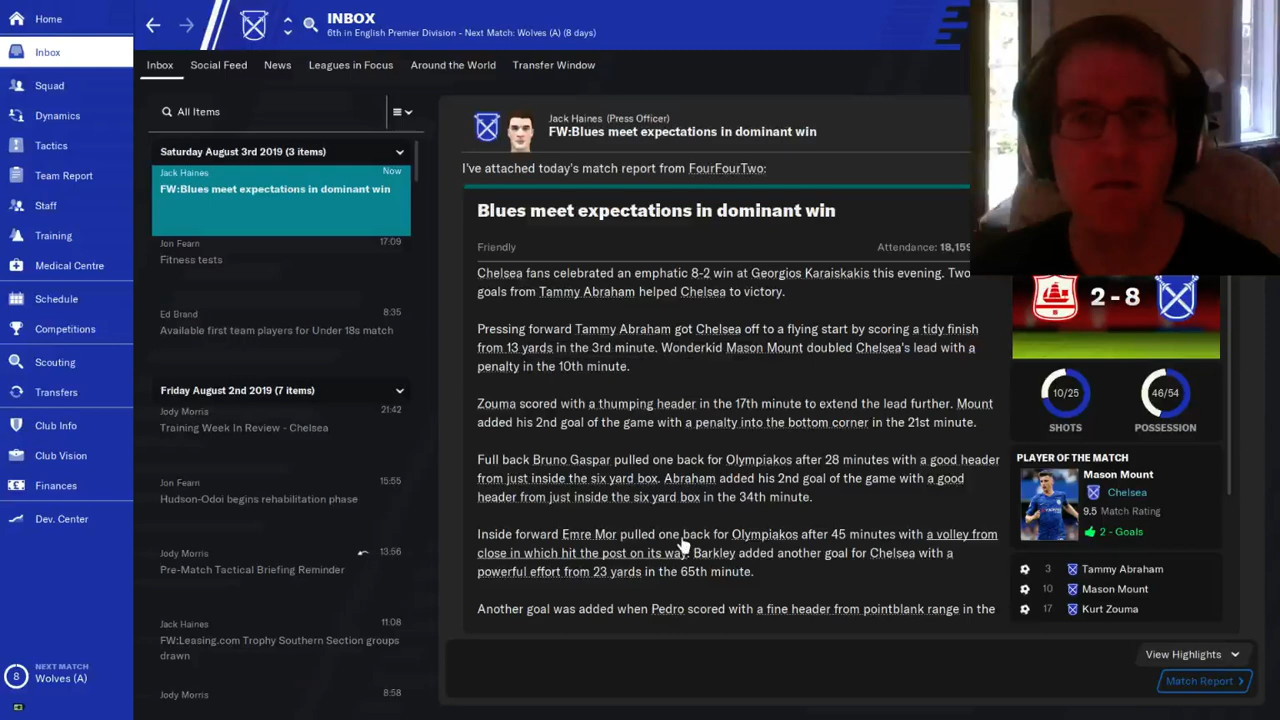 Home
INBOX
6th in English Premier Division - Next Match: Wolves (A) (8 days)
Inbox
Squad
Dynamics
Tactics
Team Report
Staff
Training
Medical Centre
Schedule
Competitions
Scouting
Transfers
Club Info
Club Vision
Finances
Dev. Center
NEXT MATCH
8
Wolves (A)
Inbox Social Feed News Leagues in Focus Around the World Transfer Window
All Items
Saturday August 3rd 2019 (3 items)
Jack Haines Now
FW:Blues meet expectations in dominant win
Jon Fearn 17:09
Fitness tests
Ed Brand 8:35
Available first team players for Under 18s match
Friday August 2nd 2019 (7 items)
Jody Morris 21:42
Training Week In Review - Chelsea
Jon Fearn 15:55
Hudson-Odoi begins rehabilitation phase
Jody Morris 13:56
Pre-Match Tactical Briefing Reminder
Jack Haines 11:08
FW:Leasing.com Trophy Southern Section groups
drawn
Jody Morris 8:58
Jack Haines (Press Officer)
FW:Blues meet expectations in dominant win
I've attached today's match report from FourFourTwo:
Blues meet expectations in dominant win
Friendly Attendance: 18,159
Chelsea fans celebrated an emphatic 8-2 win at Georgios Karaiskakis this evening. Two
goals from Tammy Abraham helped Chelsea to victory.
Pressing forward Tammy Abraham got Chelsea off to a flying start by scoring a tidy finish
from 13 yards in the 3rd minute. Wonderkid Mason Mount doubled Chelsea's lead with a
penalty in the 10th minute.
Zouma scored with a thumping header in the 17th minute to extend the lead further. Mount
added his 2nd goal of the game with a penalty into the bottom corner in the 21st minute.
Full back Bruno Gaspar pulled one back for Olympiakos after 28 minutes with a good header
from just inside the six yard box. Abraham added his 2nd goal of the game with a good
header from just inside the six yard box in the 34th minute.
Inside forward Emre Mor pulled one back for Olympiakos after 45 minutes with a volley from
close in which hit the post on its way. Barkley added another goal for Chelsea with a
powerful effort from 23 yards in the 65th minute.
Another goal was added when Pedro scored with a fine header from pointblank range in the
2 - 8
10/25
SHOTS
46/54
POSSESSION
PLAYER OF THE MATCH
Mason Mount
Chelsea
9.5 Match Rating
2 - Goals
3 Tammy Abraham
10 Mason Mount
17 Kurt Zouma
View Highlights
Match Report